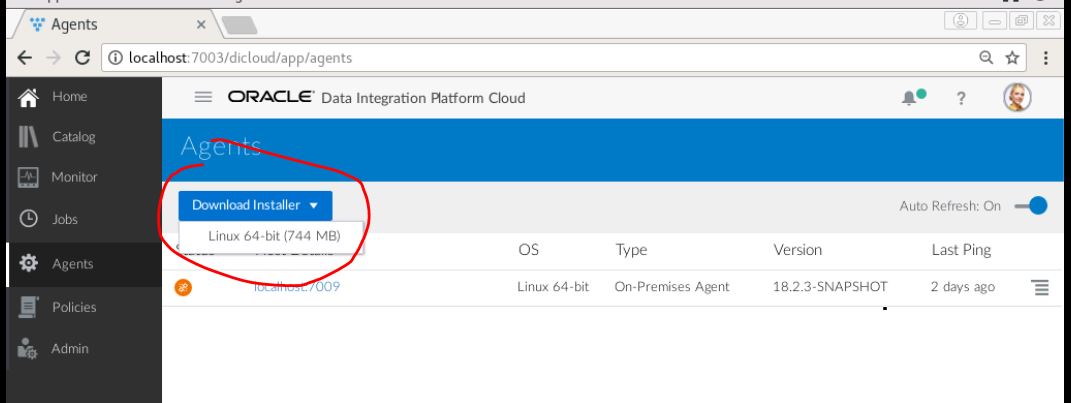 Agents
localhost:7003/dicloud/app/agents
Home
ORACLE Data Integration Platform Cloud
?
Catalog
Agents
Monitor
Download Installer
Auto Refresh: On
Jobs
Linux 64-bit (744 MB)
OS Type Version Last Ping
Agents
localhost:7009 Linux 64-bit On-Premises Agent 18.2.3-SNAPSHOT 2 days ago
Policies
Admin